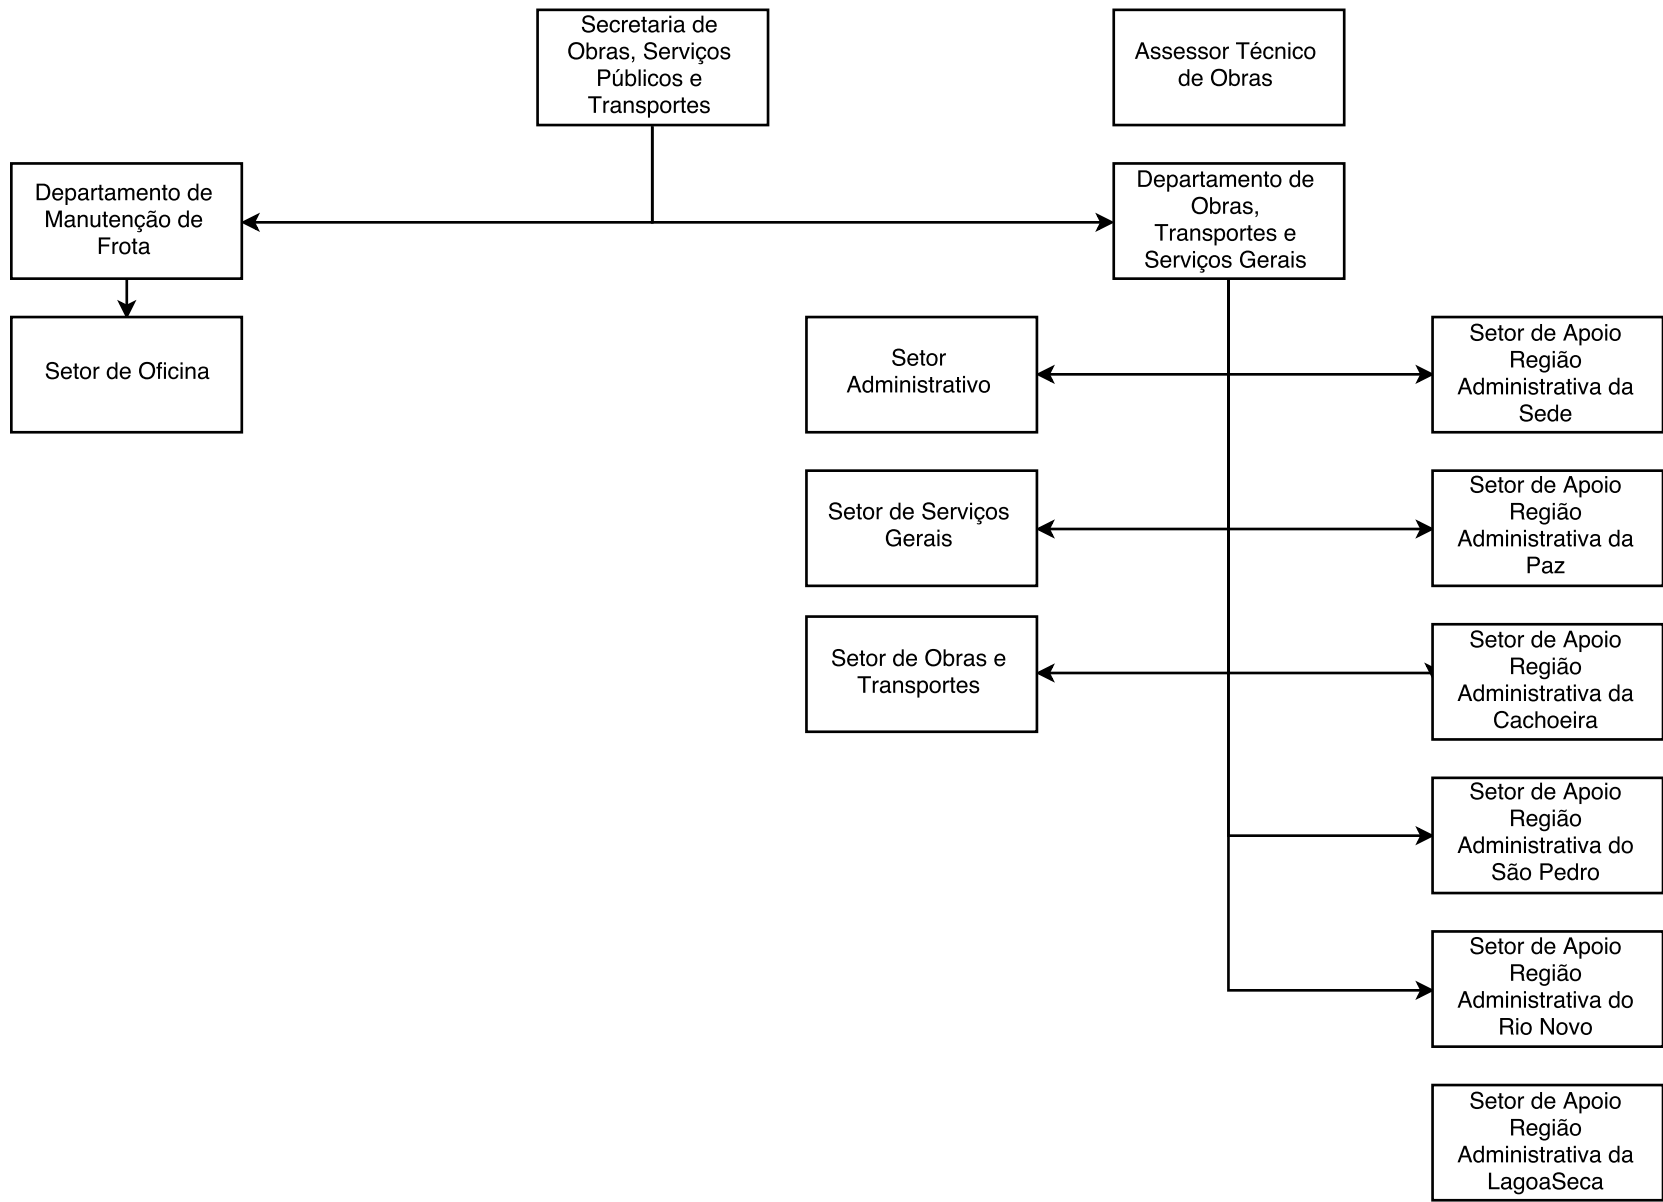 Secretaria de
Obras, Serviços
Públicos e
Transportes
Assessor Técnico
de Obras
Departamento de
Manutenção de
Frota
Departamento de
Obras,
Transportes e
Serviços Gerais
Setor de Oficina
Setor
Administrativo
Setor de Apoio
Região
Administrativa da
Sede
Setor de Serviços
Gerais
Setor de Apoio
Região
Administrativa da
Paz
Setor de Obras e
Transportes
Setor de Apoio
Região
Administrativa da
Cachoeira
Setor de Apoio
Região
Administrativa do
São Pedro
Setor de Apoio
Região
Administrativa do
Rio Novo
Setor de Apoio
Região
Administrativa da
LagoaSeca